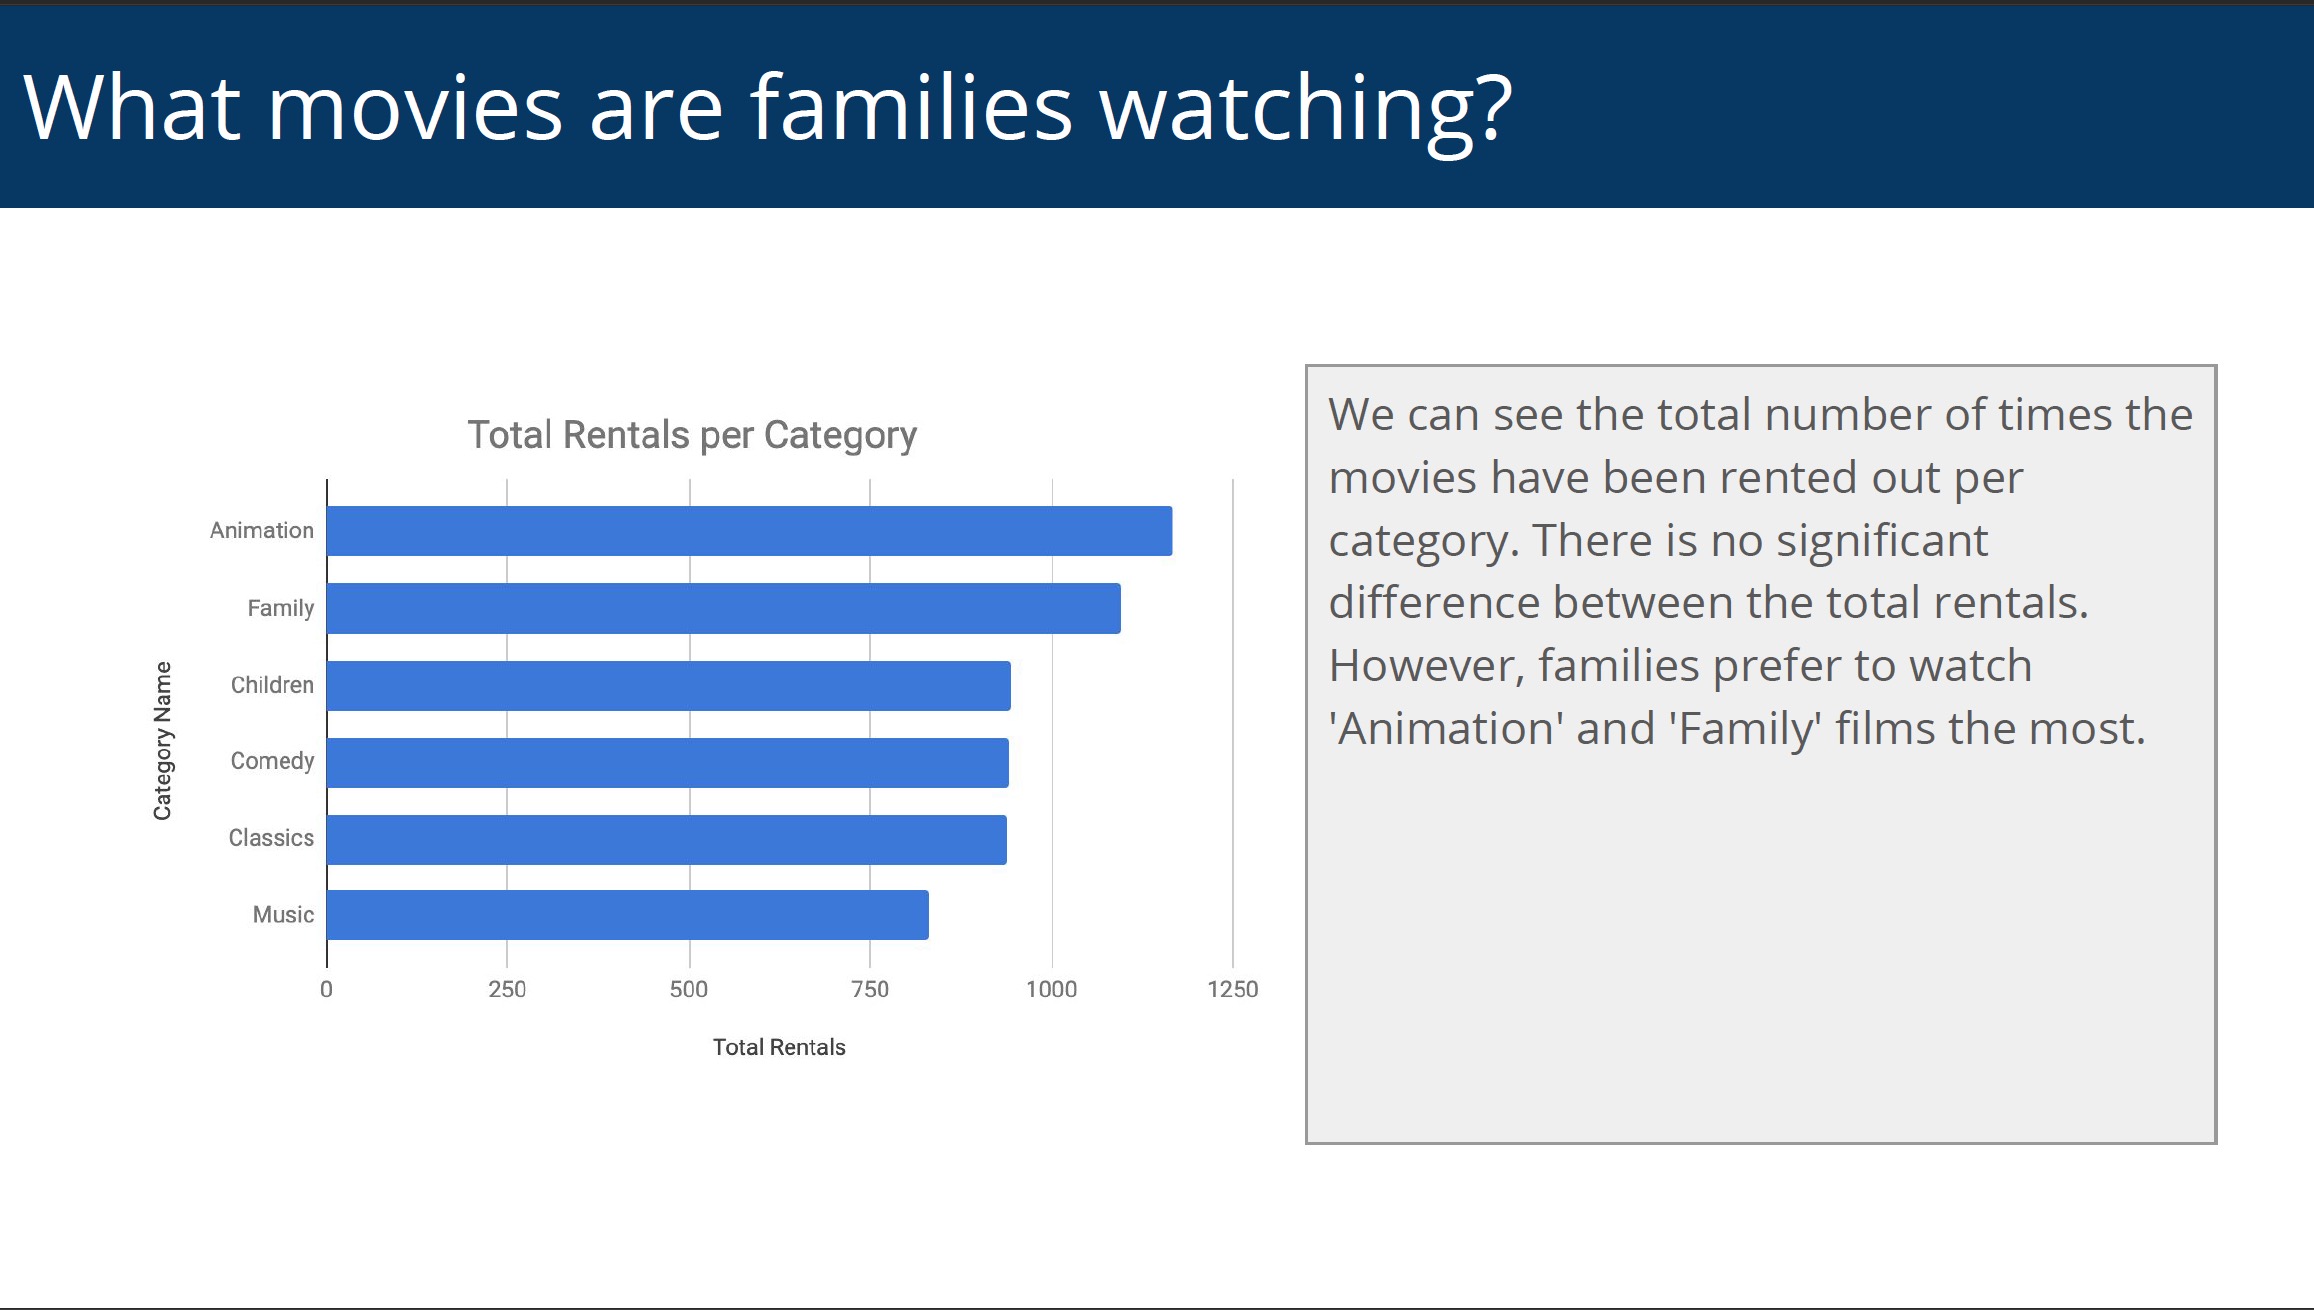 What movies are families watching?
Total Rentals per Category
Category Name
Animation
Family
Children
Comedy
Classics
Music
0 250 500 750 1000 1250
Total Rentals
We can see the total number of times the
movies have been rented out per
category. There is no significant
difference between the total rentals.
However, families prefer to watch
'Animation' and 'Family' films the most.